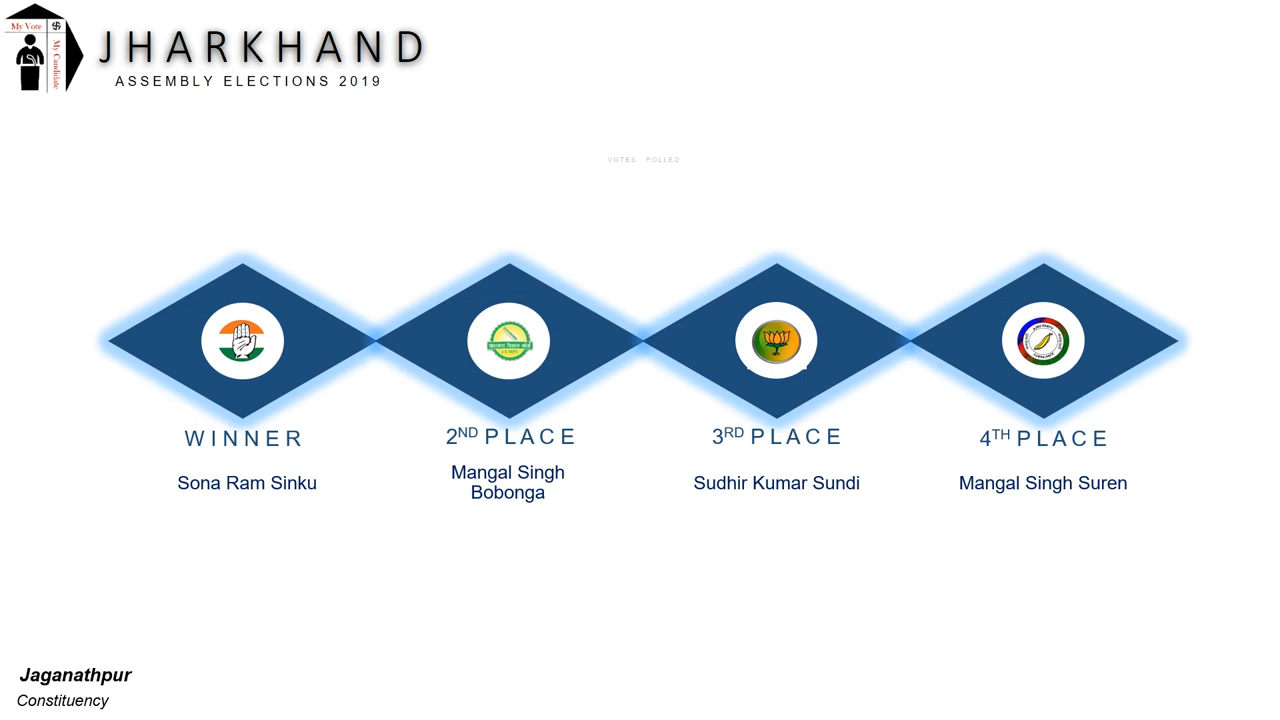 My Vote
My Candidate
JHARKHAND
ASSEMBLY ELECTIONS 2019
VOTES POLLED
WINNER
2ND PLACE
3RD PLACE
4TH PLACE
Sona Ram Sinku
Mangal Singh
Bobonga
Sudhir Kumar Sundi
Mangal Singh Suren
Jaganathpur
Constituency